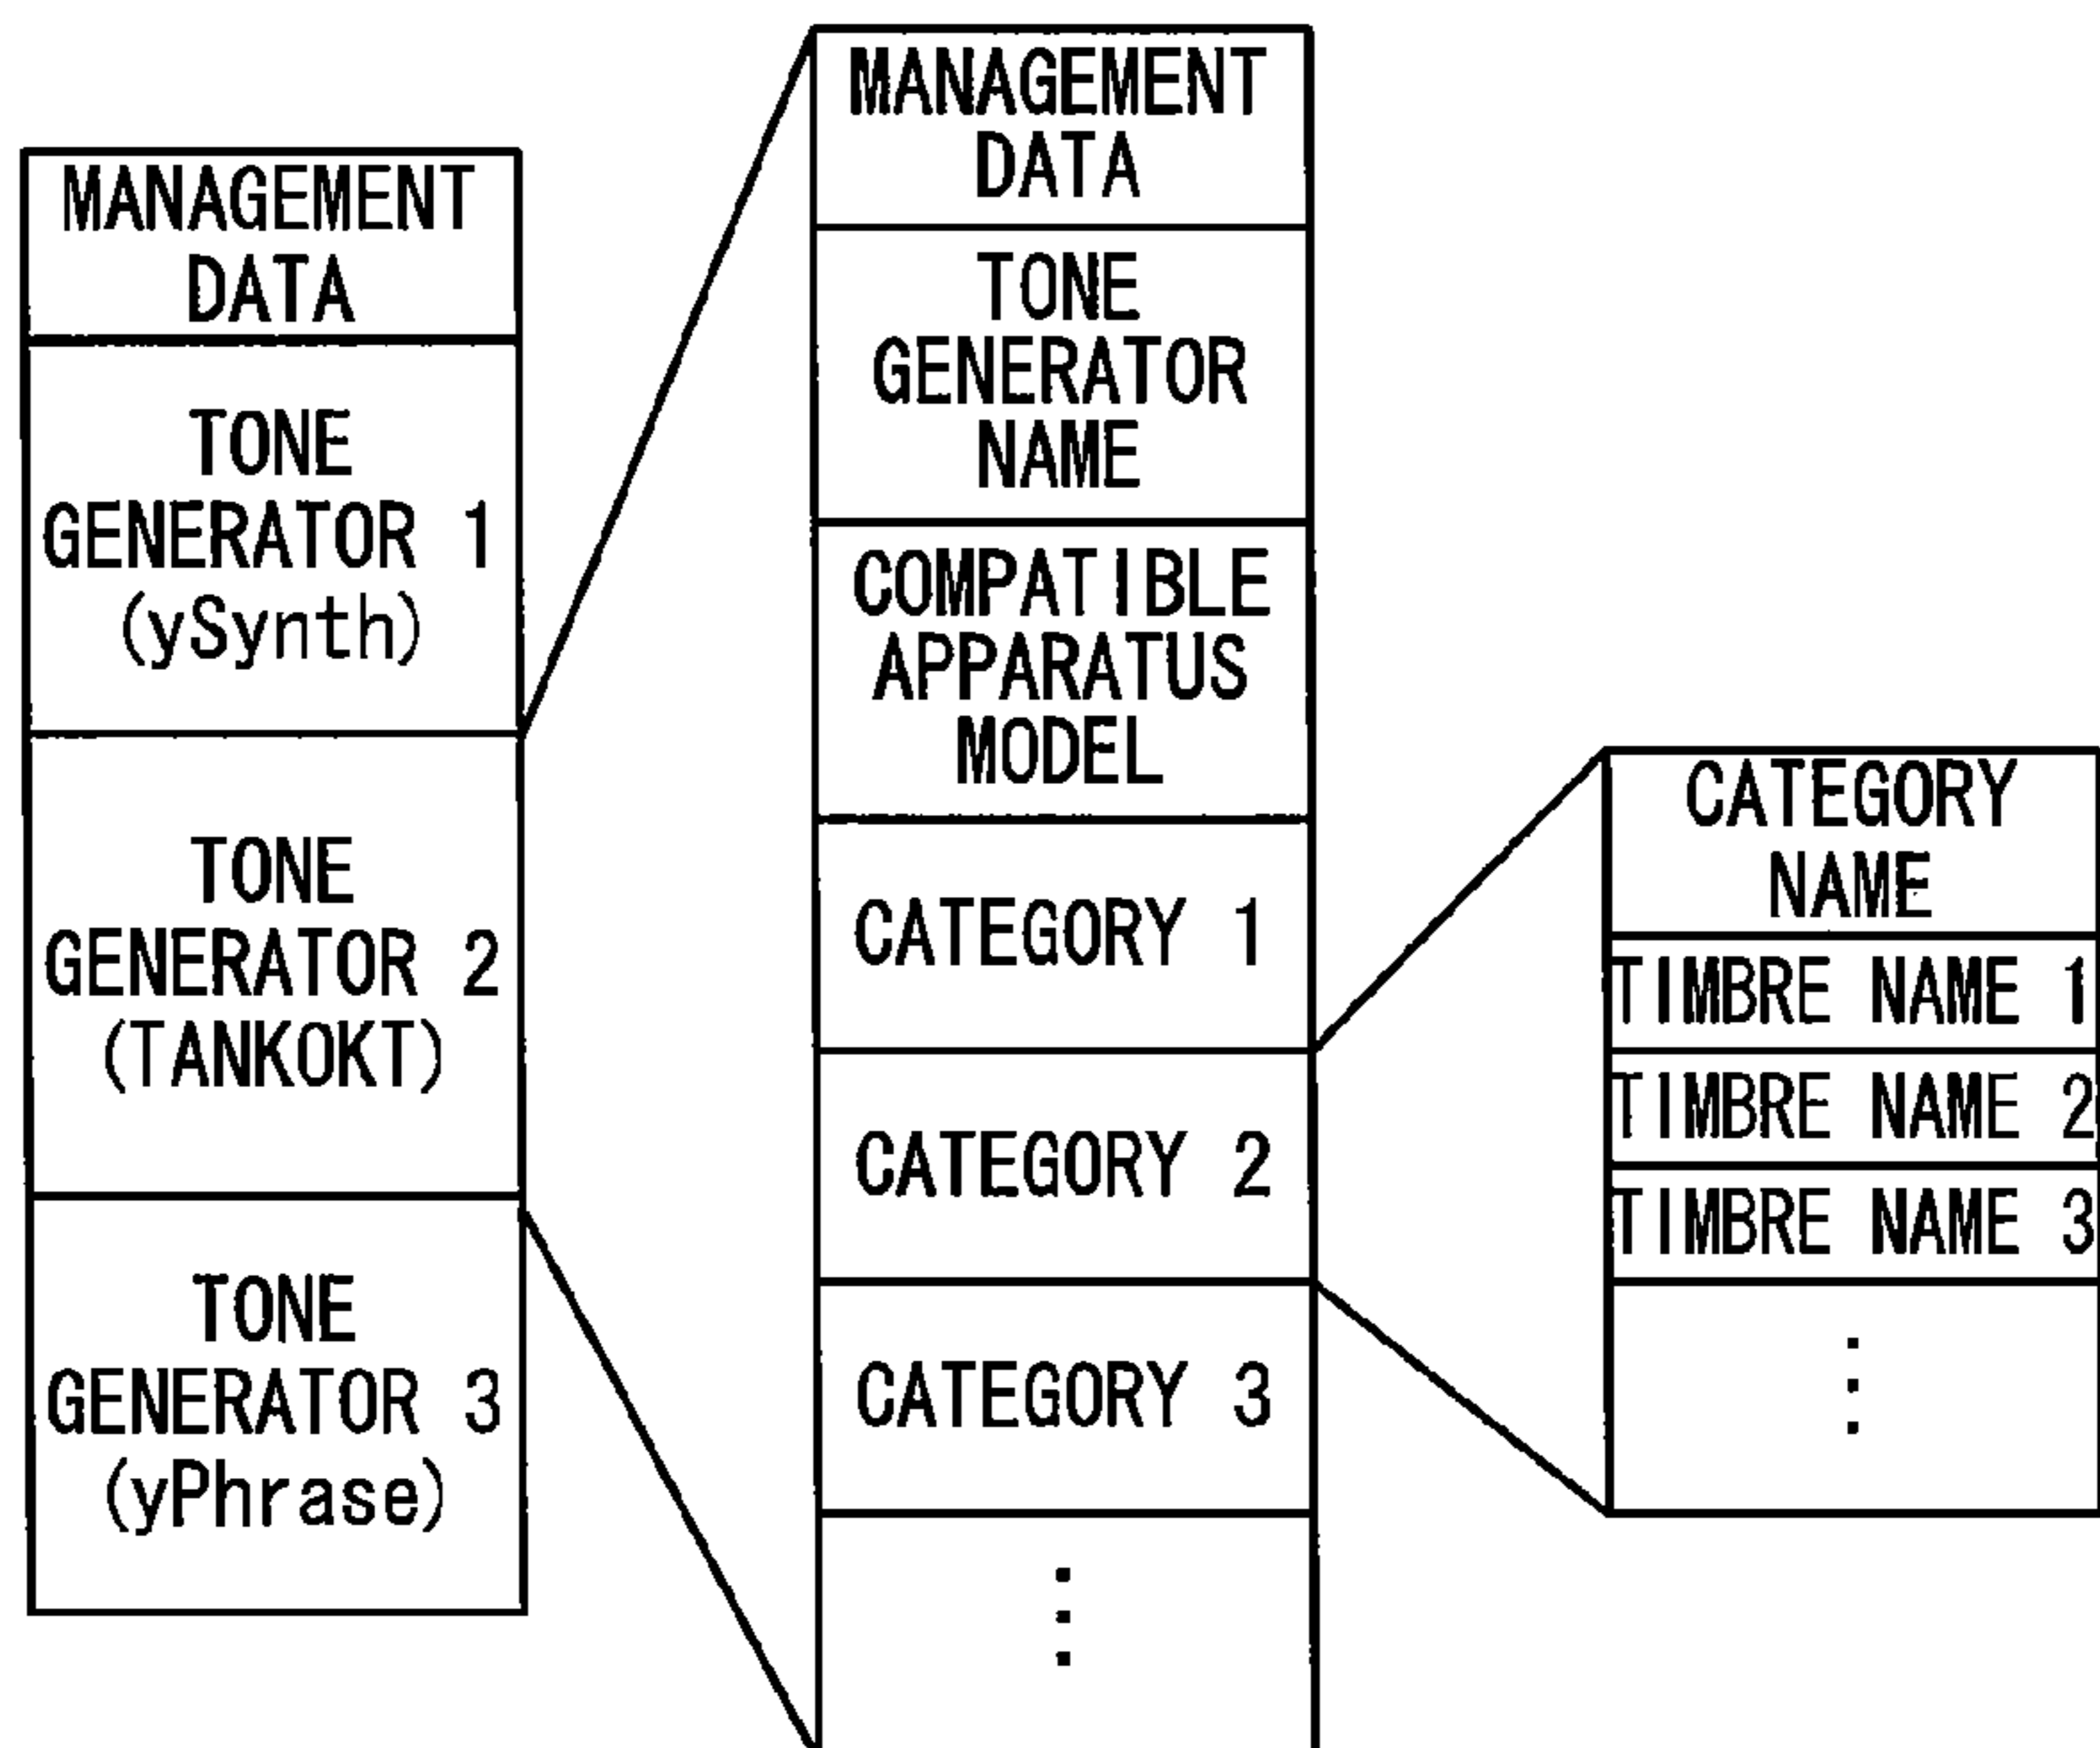 MANAGEMENT
DATA
TONE
GENERATOR 1
(ySynth)
TONE
GENERATOR 2
(TANKOKT)
TONE
GENERATOR 3
(yPhrase)
MANAGEMENT
DATA
TONE
GENERATOR
NAME
COMPATIBLE
APPARATUS
MODEL
CATEGORY 1
CATEGORY 2
CATEGORY 3
CATEGORY
NAME
TIMBRE NAME 1
TIMBRE NAME 2
TIMBRE NAME 3